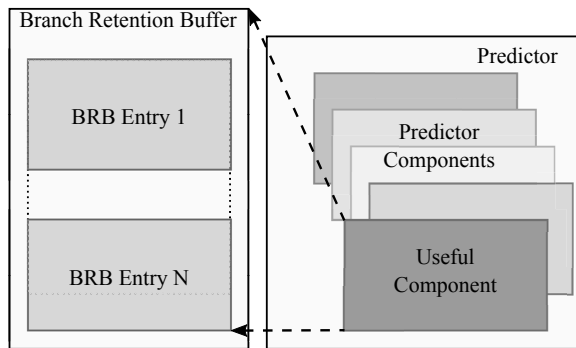 Branch Retention Buffer
BRB Entry 1
BRB Entry N
Predictor
Predictor
Components
Useful
Component